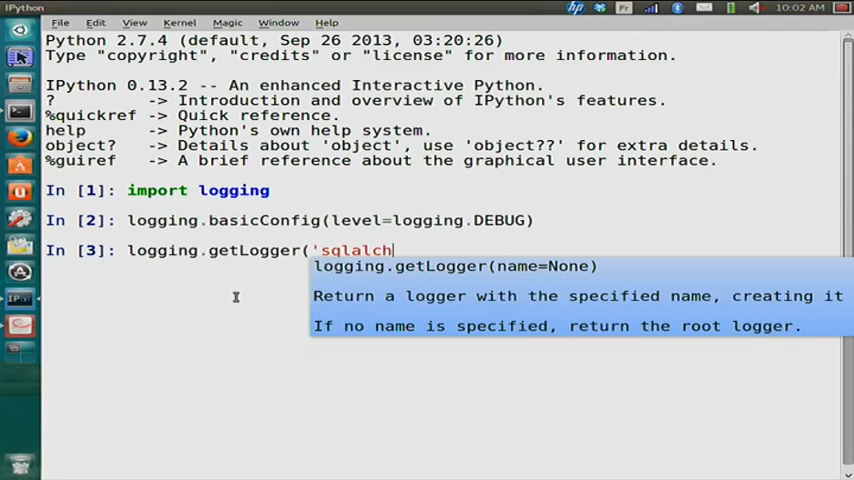 IPython
Fr
10:02 AM
File Edit View Kernel Magic Window Help
Python 2.7.4 (default, Sep 26 2013, 03:20:26)
Type "copyright", "credits" or "license" for more information.
IPython 0.13.2 -- An enhanced Interactive Python.
? -> Introduction and overview of IPython's features.
%quickref -> Quick reference.
help -> Python's own help system.
object? -> Details about 'object', use 'object??' for extra details.
%guiref -> A brief reference about the graphical user interface.
In [1]: import logging
In [2]: logging.basicConfig(level=logging.DEBUG)
In [3]: logging.getLogger('sqlalch
logging.getLogger(name=None)
Return a logger with the specified name, creating it
If no name is specified, return the root logger.